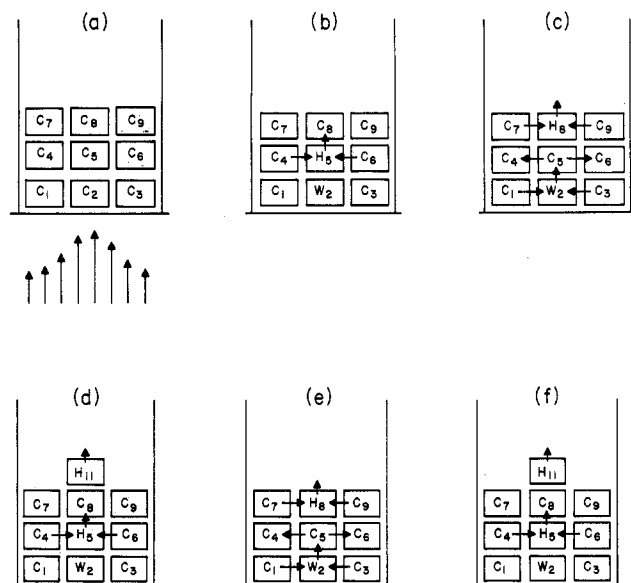 (a) (b) (c)
C7 C8 C9 C7 C8 C9 C7 H8 C9
C4 C5 C6 C4 H5 C6 C4 C5 C6
C1 C2 C3 C1 W2 C3 C1 W2 C3
(d) (e) (f)
H11 H11
C7 C8 C9 C7 H8 C9 C7 C8 C9
C4 H5 C6 C4 C5 C6 C4 H5 C6
C1 W2 C3 C1 W2 C3 C1 W2 C3